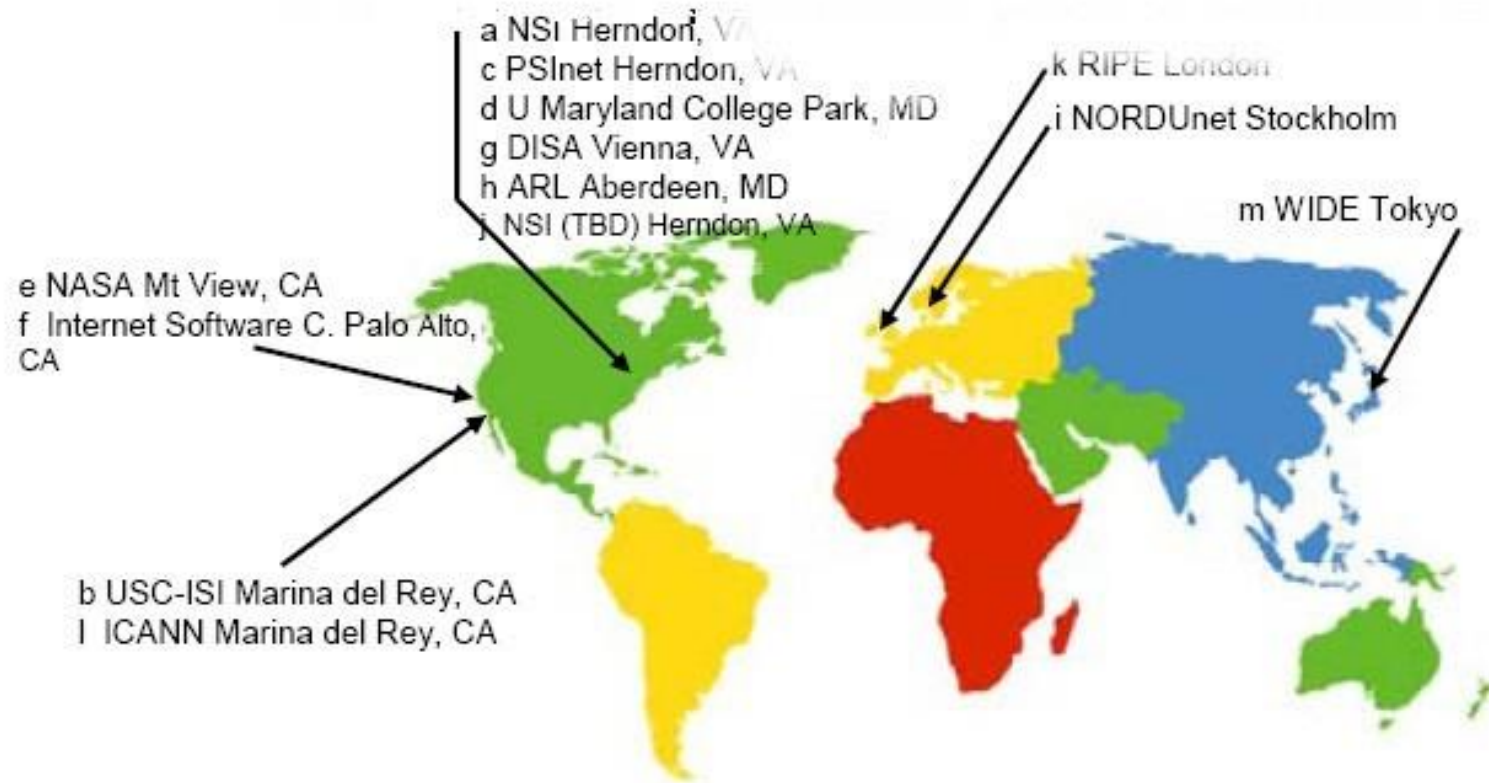 a NSI Herndon, VA
c PSInet Herndon, VA
d U Maryland College Park, MD
g DISA Vienna, VA
h ARL Aberdeen, MD
j NSI (TBD) Herndon, VA
k RIPE London
i NORDUnet Stockholm
m WIDE Tokyo
e NASA Mt View, CA
f Internet Software C. Palo Alto,
CA
b USC-ISI Marina del Rey, CA
l ICANN Marina del Rey, CA